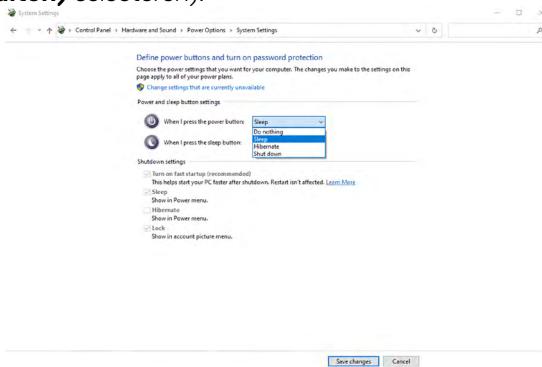 System Settings
Control Panel › Hardware and Sound › Power Options › System Settings
Define power buttons and turn on password protection
Choose the power settings that you want for your computer. The changes you make to the settings on this
page apply to all of your power plans.
Change settings that are currently unavailable
Power and sleep button settings
When I press the power button: Sleep
Do nothing
Sleep
Hibernate
Shut down
When I press the sleep button:
Shutdown settings
Turn on fast startup (recommended)
This helps start your PC faster after shutdown. Restart isn't affected. Learn More
Sleep
Show in Power menu.
Hibernate
Show in Power menu.
Lock
Show in account picture menu.
Save changes Cancel